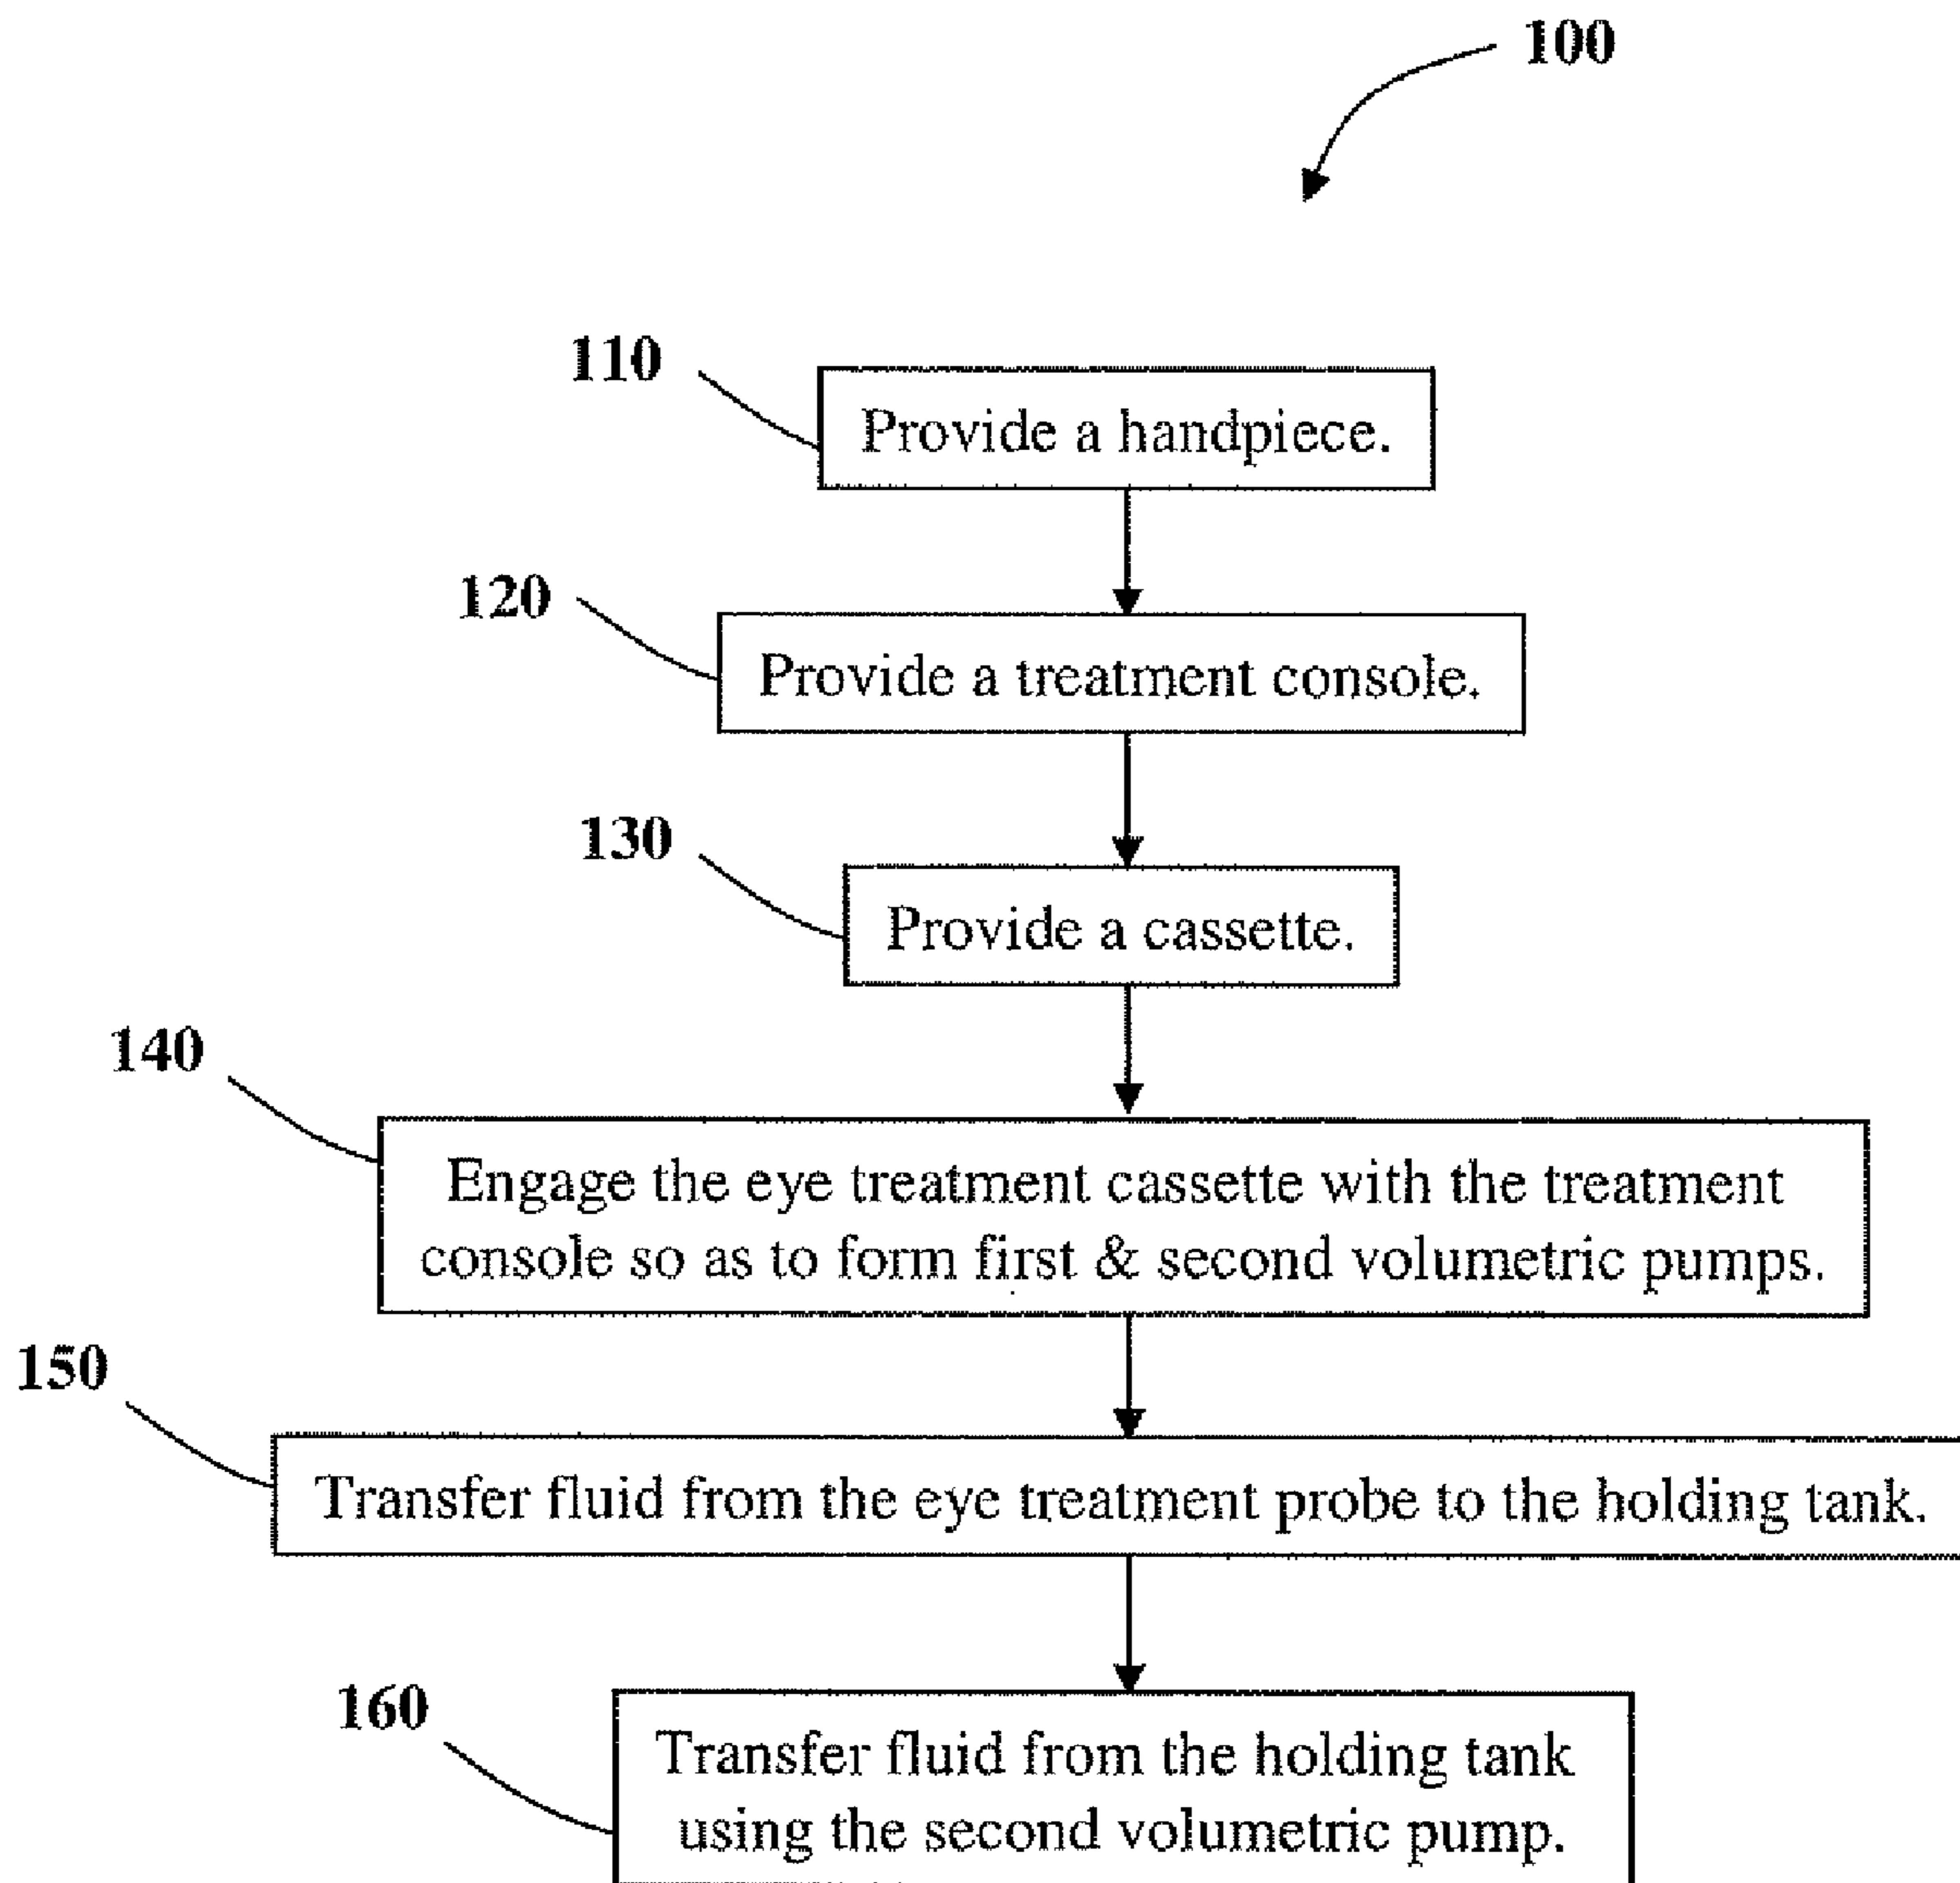 100
110
Provide a handpiece.
120
Provide a treatment console.
130
Provide a cassette.
140
Engage the eye treatment cassette with the treatment
console so as to form first & second volumetric pumps.
150
Transfer fluid from the eye treatment probe to the holding tank.
160
Transfer fluid from the holding tank
using the second volumetric pump.